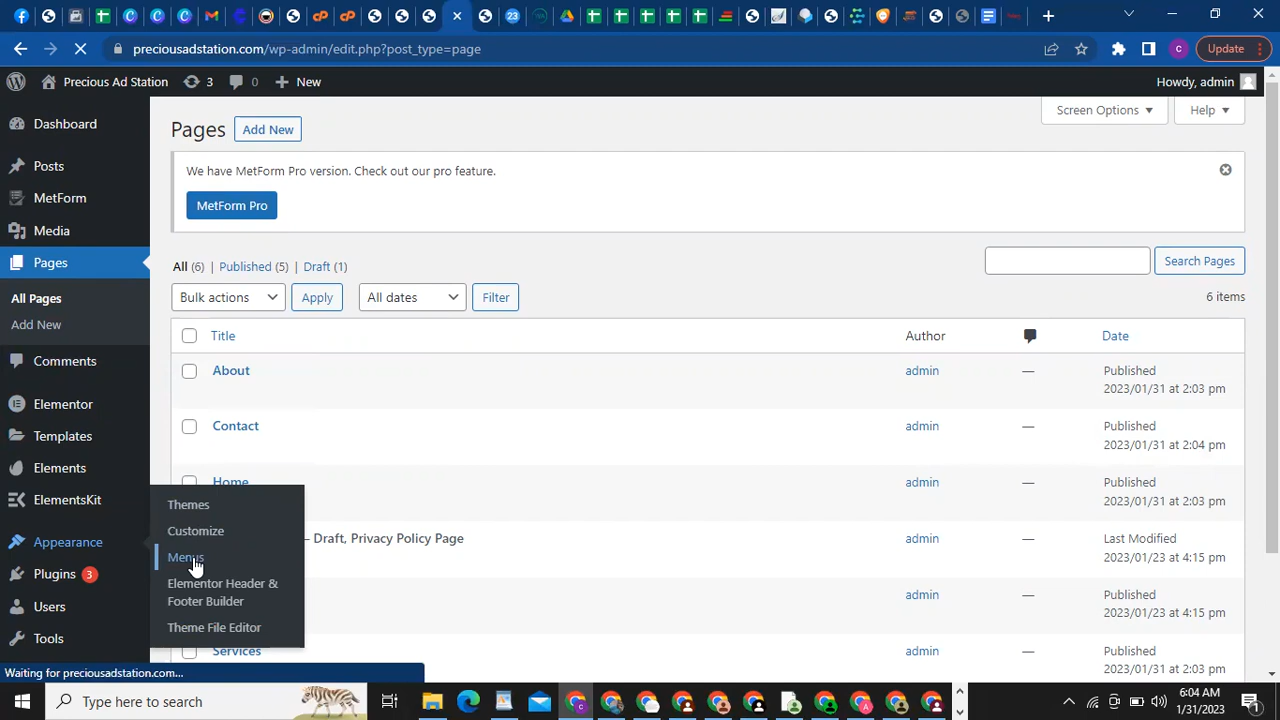 23
preciousadstation.com/wp-admin/edit.php?post_type=page
C
Update
Precious Ad Station
3
0
New
Howdy, admin
Dashboard
Posts
MetForm
Media
Pages
All Pages
Add New
Comments
Elementor
Templates
Elements
ElementsKit
Appearance
Plugins 3
Users
Tools
Themes
Customize
Menus
Elementor Header &
Footer Builder
Theme File Editor
Screen Options
Help
Pages
Add New
We have MetForm Pro version. Check out our pro feature.
MetForm Pro
All (6) | Published (5) | Draft (1)
Search Pages
Bulk actions
Apply
All dates
Filter
6 items
Title
Author
Date
About
admin
Published
2023/01/31 at 2:03 pm
Contact
admin
Published
2023/01/31 at 2:04 pm
Home
admin
Published
2023/01/31 at 2:03 pm
— Draft, Privacy Policy Page
admin
Last Modified
2023/01/23 at 4:15 pm
admin
Published
2023/01/23 at 4:15 pm
Services
admin
Published
2023/01/31 at 2:03 pm
Waiting for preciousadstation.com...
Type here to search
6:04 AM
1/31/2023
1